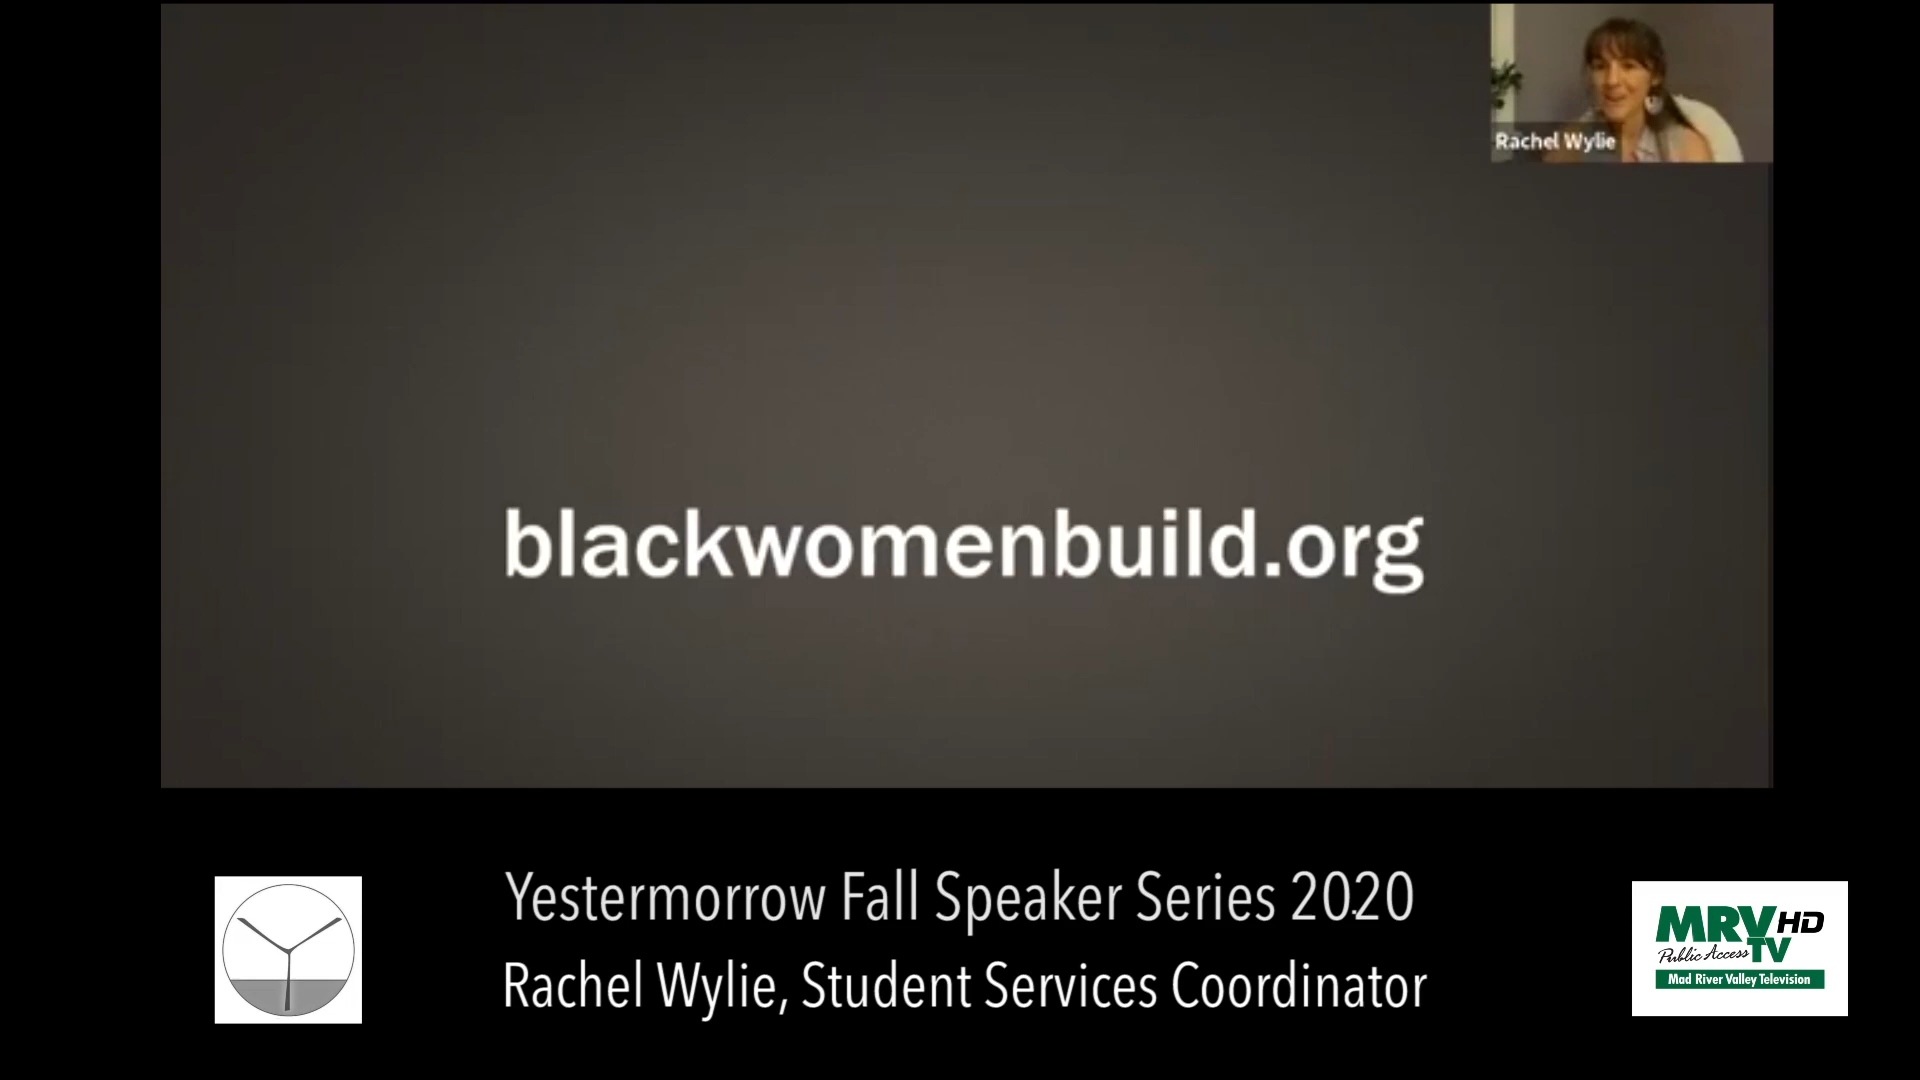 Rachel Wylie
blackwomenbuild.org
Yestermorrow Fall Speaker Series 2020
Rachel Wylie, Student Services Coordinator
MRV HD
Public Access TV
Mad River Valley Television